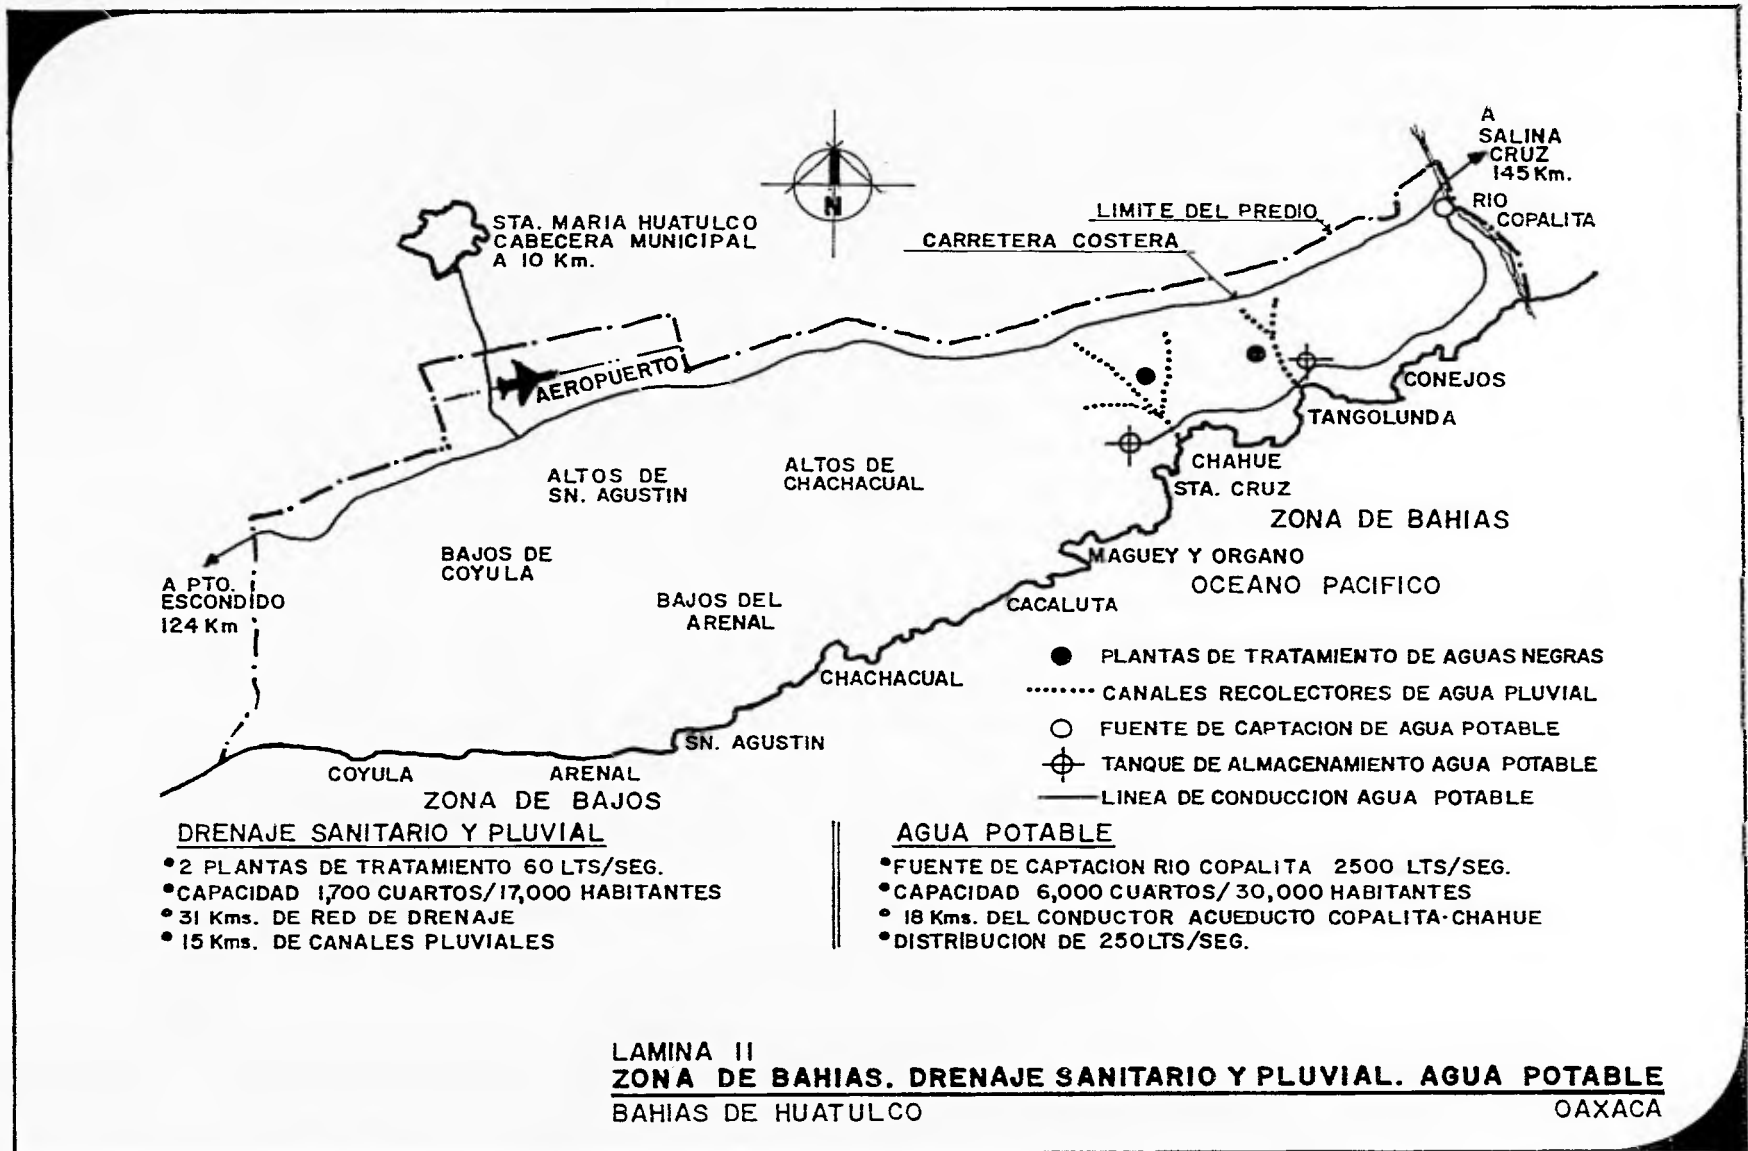 A
SALINA
CRUZ
145 Km.
RIO
COPALITA
LIMITE DEL PREDIO
CARRETERA COSTERA
N
STA. MARIA HUATULCO
CABECERA MUNICIPAL
A 10 Km.
AEROPUERTO
CONEJOS
TANGOLUNDA
CHAHUE
STA. CRUZ
ZONA DE BAHIAS
ALTOS DE
SN. AGUSTIN
ALTOS DE
CHACHACUAL
BAJOS DE
COYULA
BAJOS DEL
ARENAL
MAGUEY Y ORGANO
OCEANO PACIFICO
CACALUTA
A PTO.
ESCONDIDO
124 Km
CHACHACUAL
SN. AGUSTIN
COYULA
ARENAL
ZONA DE BAJOS
PLANTAS DE TRATAMIENTO DE AGUAS NEGRAS
CANALES RECOLECTORES DE AGUA PLUVIAL
FUENTE DE CAPTACION DE AGUA POTABLE
TANQUE DE ALMACENAMIENTO AGUA POTABLE
LINEA DE CONDUCCION AGUA POTABLE
DRENAJE SANITARIO Y PLUVIAL
•2 PLANTAS DE TRATAMIENTO 60 LTS/SEG.
•CAPACIDAD 1,700 CUARTOS/17,000 HABITANTES
•31 Kms. DE RED DE DRENAJE
•15 Kms. DE CANALES PLUVIALES
AGUA POTABLE
•FUENTE DE CAPTACION RIO COPALITA 2500 LTS/SEG.
•CAPACIDAD 6,000 CUARTOS/30,000 HABITANTES
•18 Kms. DEL CONDUCTOR ACUEDUCTO COPALITA-CHAHUE
•DISTRIBUCION DE 250 LTS/SEG.
LAMINA II
ZONA DE BAHIAS. DRENAJE SANITARIO Y PLUVIAL. AGUA POTABLE
BAHIAS DE HUATULCO
OAXACA